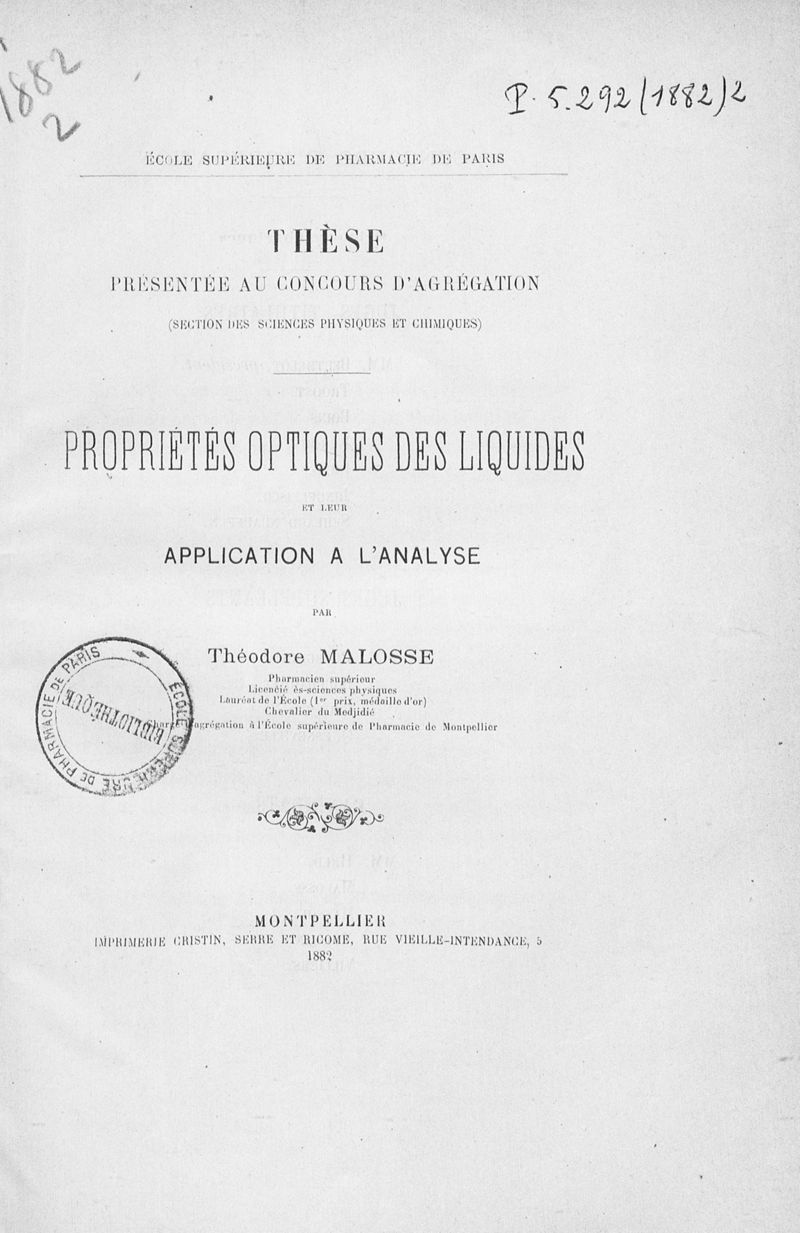 1882
2
P. 5.292 (1882) 2
ÉCOLE SUPÉRIEURE DE PHARMACIE DE PARIS
THÈSE
PRÉSENTÉE AU CONCOURS D'AGRÉGATION
(SECTION DES SCIENCES PHYSIQUES ET CHIMIQUES)
PROPRIÉTÉS OPTIQUES DES LIQUIDES
ET LEUR
APPLICATION A L'ANALYSE
PAR
Théodore MALOSSE
Pharmacien supérieur
Licencié ès-sciences physiques
Lauréat de l'École (1er prix, médaille d'or)
Chevalier du Medjidié
agrégation à l'École supérieure de Pharmacie de Montpellier
ÉCOLE SUPÉRIEURE DE PHARMACIE DE PARIS
BIBLIOTHÈQUE
MONTPELLIER
IMPRIMERIE CRISTIN, SERRE ET RICOME, RUE VIEILLE-INTENDANCE, 5
1882